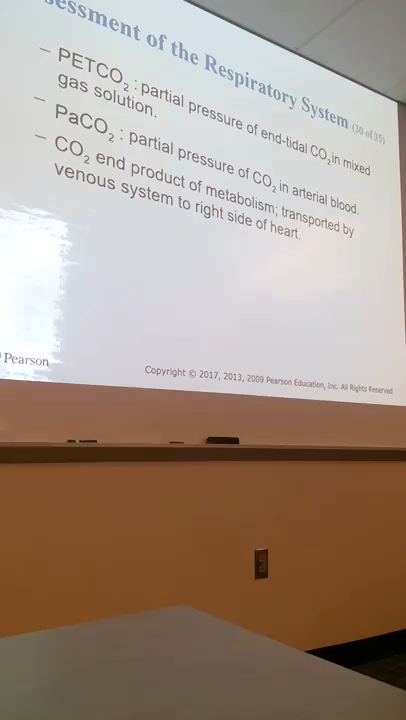 sessment of the Respiratory System (30 of 35)
– PETCO2 : partial pressure of end-tidal CO2 in mixed
gas solution.
– PaCO2 : partial pressure of CO2 in arterial blood.
– CO2 end product of metabolism; transported by
venous system to right side of heart.
Pearson
Copyright © 2017, 2013, 2009 Pearson Education, Inc. All Rights Reserved